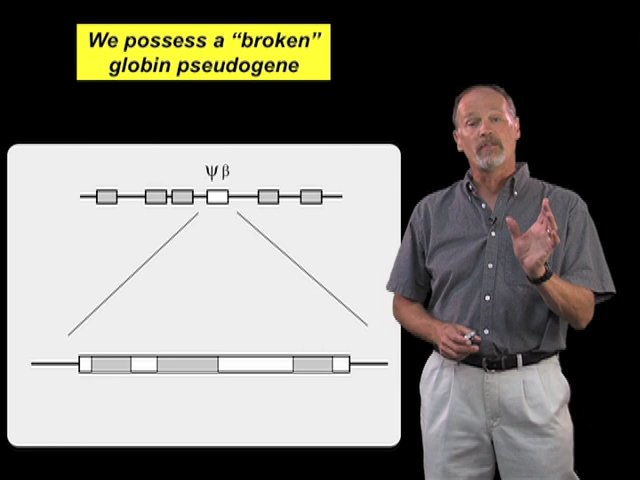 We possess a “broken”
globin pseudogene
ψβ